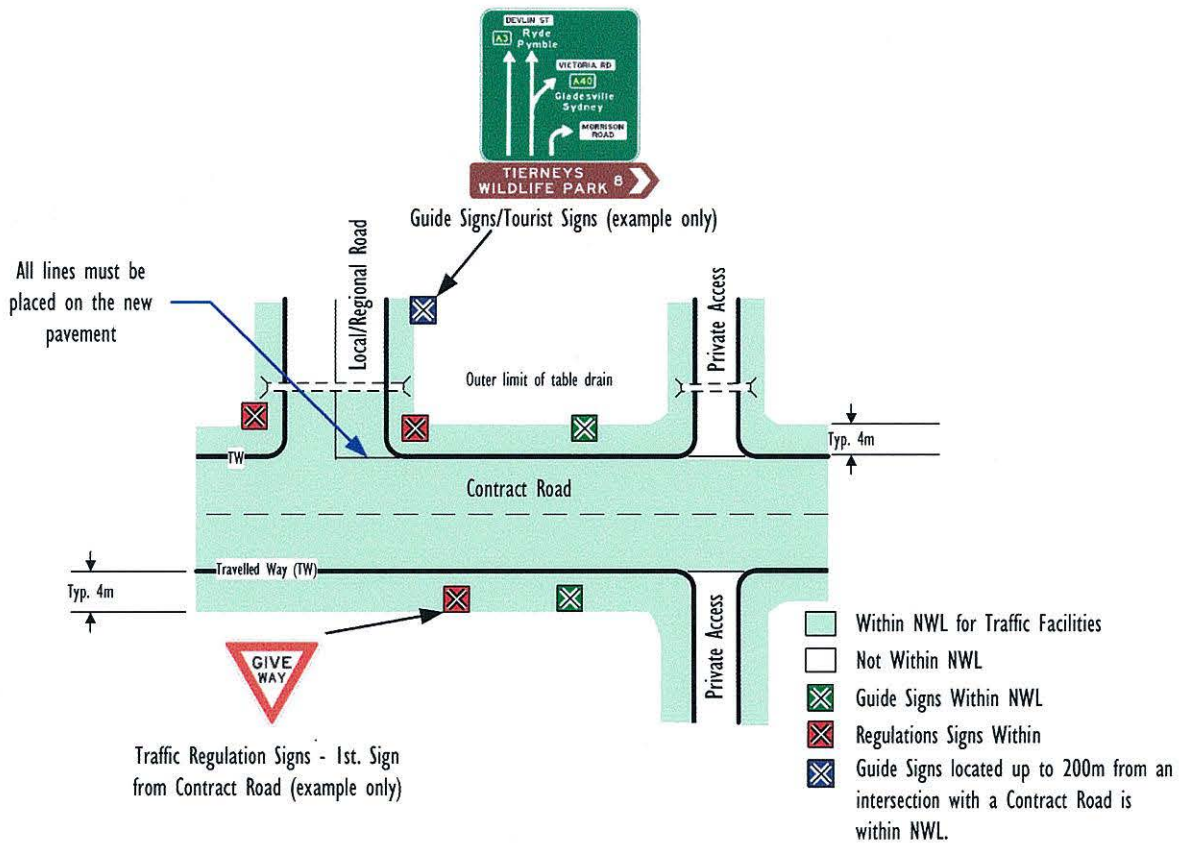 DEVLIN ST
A3 Ryde
Pymble
VICTORIA RD
A40
Gladesville
Sydney
MORRISON
ROAD
TIERNEYS
WILDLIFE PARK 8
Guide Signs/Tourist Signs (example only)
All lines must be
placed on the new
pavement
Local/Regional Road
Private Access
Outer limit of table drain
Typ. 4m
TW
Contract Road
Travelled Way (TW)
Typ. 4m
Private Access
GIVE
WAY
Traffic Regulation Signs - 1st. Sign
from Contract Road (example only)
Within NWL for Traffic Facilities
Not Within NWL
Guide Signs Within NWL
Regulations Signs Within
Guide Signs located up to 200m from an
intersection with a Contract Road is
within NWL.